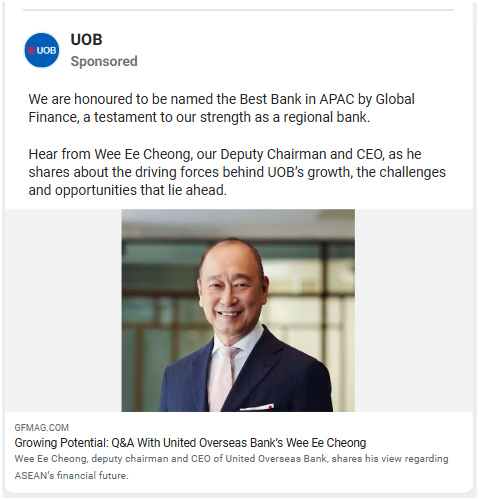 UOB
UOB
Sponsored
We are honoured to be named the Best Bank in APAC by Global
Finance, a testament to our strength as a regional bank.
Hear from Wee Ee Cheong, our Deputy Chairman and CEO, as he
shares about the driving forces behind UOB's growth, the challenges
and opportunities that lie ahead.
GFMAG.COM
Growing Potential: Q&A With United Overseas Bank's Wee Ee Cheong
Wee Ee Cheong, deputy chairman and CEO of United Overseas Bank, shares his view regarding
ASEAN's financial future.